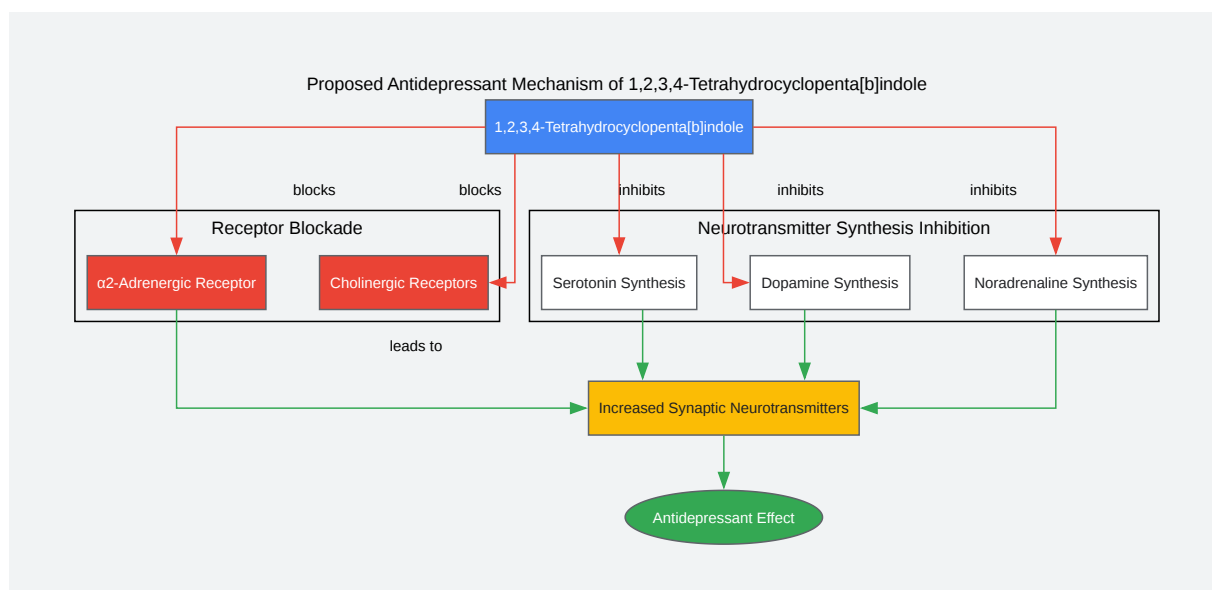 Proposed Antidepressant Mechanism of 1,2,3,4-Tetrahydrocyclopenta[b]indole
1,2,3,4-Tetrahydrocyclopenta[b]indole
blocks
blocks
inhibits
inhibits
inhibits
Receptor Blockade
Neurotransmitter Synthesis Inhibition
α2-Adrenergic Receptor
Cholinergic Receptors
Serotonin Synthesis
Dopamine Synthesis
Noradrenaline Synthesis
leads to
Increased Synaptic Neurotransmitters
Antidepressant Effect